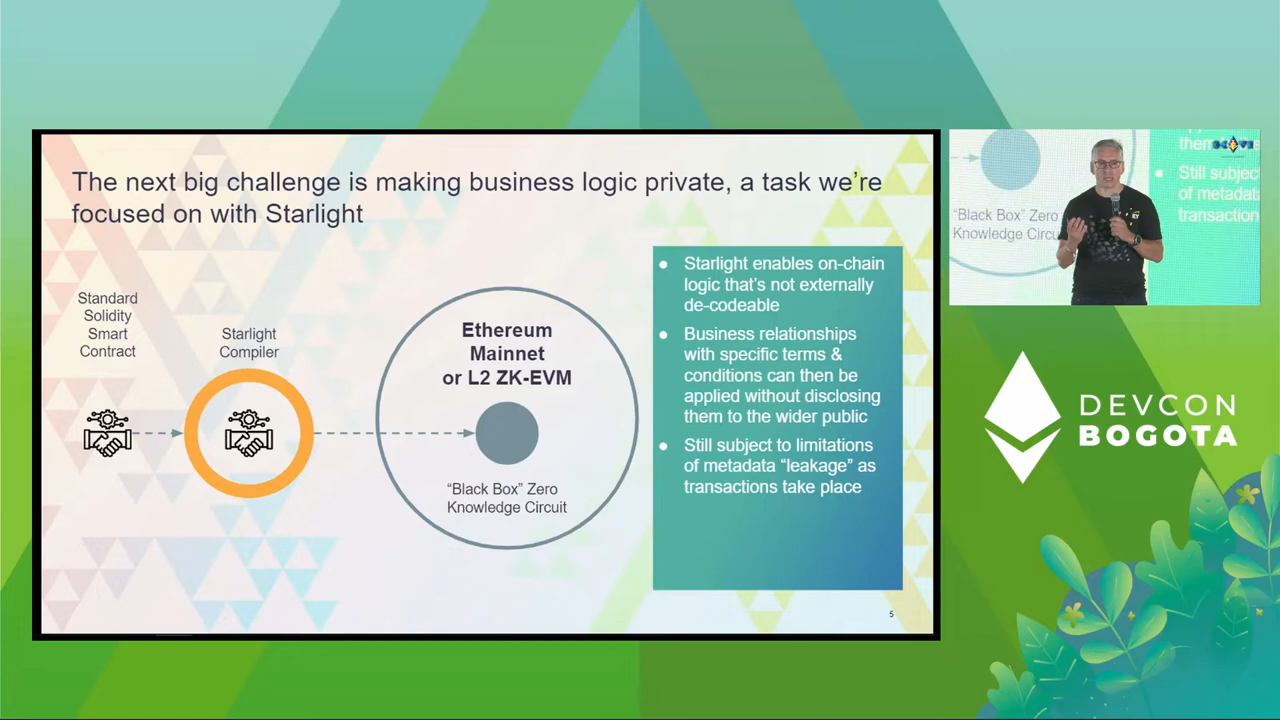 The next big challenge is making business logic private, a task we’re
focused on with Starlight
Standard
Solidity
Smart
Contract
Starlight
Compiler
Ethereum
Mainnet
or L2 ZK-EVM
“Black Box” Zero
Knowledge Circuit
● Starlight enables on-chain
logic that’s not externally
de-codeable
● Business relationships
with specific terms &
conditions can then be
applied without disclosing
them to the wider public
● Still subject to limitations
of metadata “leakage” as
transactions take place
5
“Black Box” Zero
Knowledge
● Still subject
of metadata
transaction
EY
DEVCON
BOGOTA